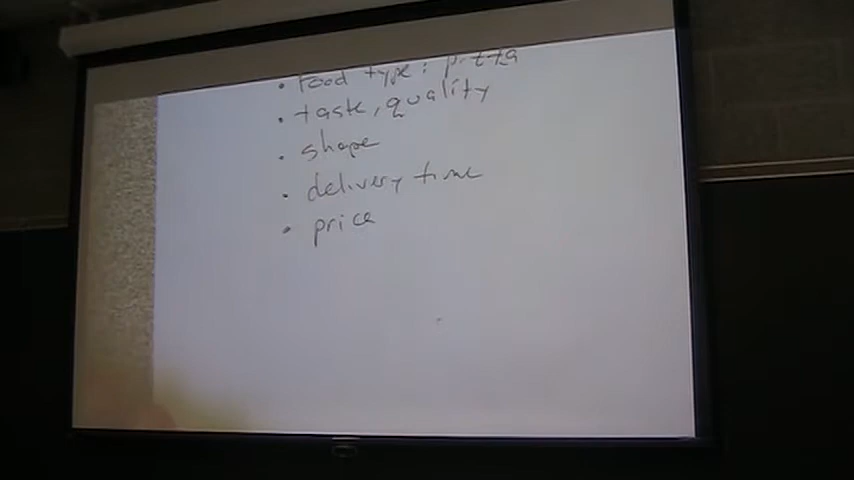 • Food type: pizza
• taste, quality
• shape
• delivery time
• price